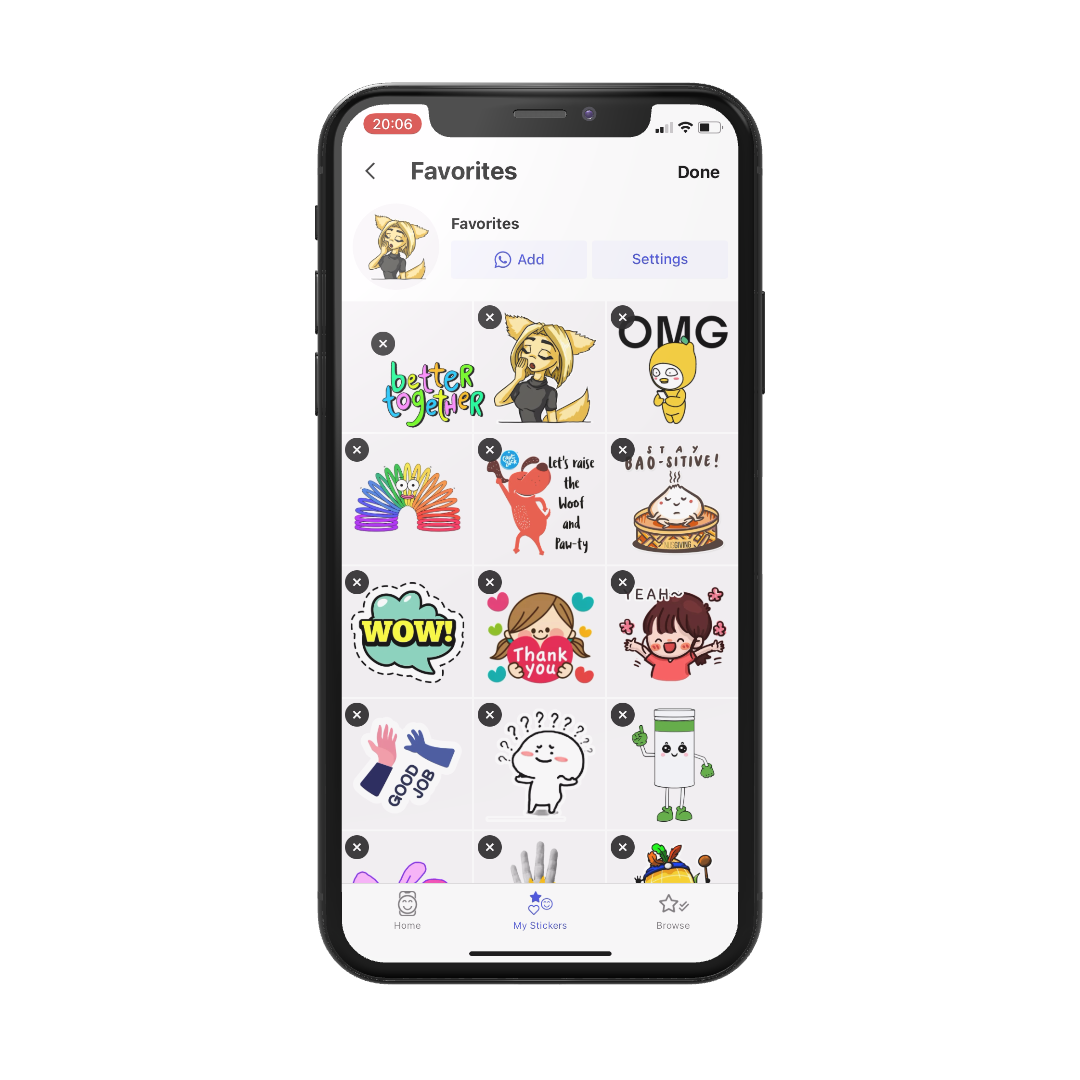 20:06
Favorites
Done
Favorites
Add
Settings
better
together
OMG
Let's raise
the
Woof
and
Paw-ty
STAY
BAO-SITIVE!
WOW!
Thank
you
YEAH~
GOOD
JOB
? ? ? ? ? ? ? ? ?
Home
My Stickers
Browse